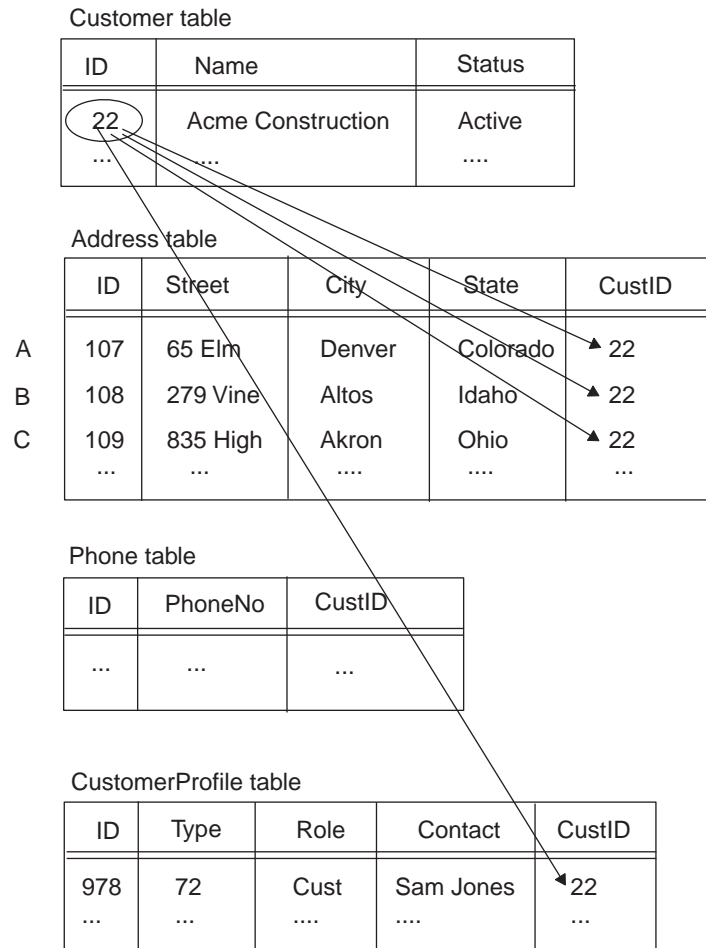 Customer table
ID Name Status
22 Acme Construction Active
... .... ....
Address table
ID Street City State CustID
A 107 65 Elm Denver Colorado 22
B 108 279 Vine Altos Idaho 22
C 109 835 High Akron Ohio 22
... ... .... .... ...
Phone table
ID PhoneNo CustID
... ... ...
CustomerProfile table
ID Type Role Contact CustID
978 72 Cust Sam Jones 22
... ... .... .... ...